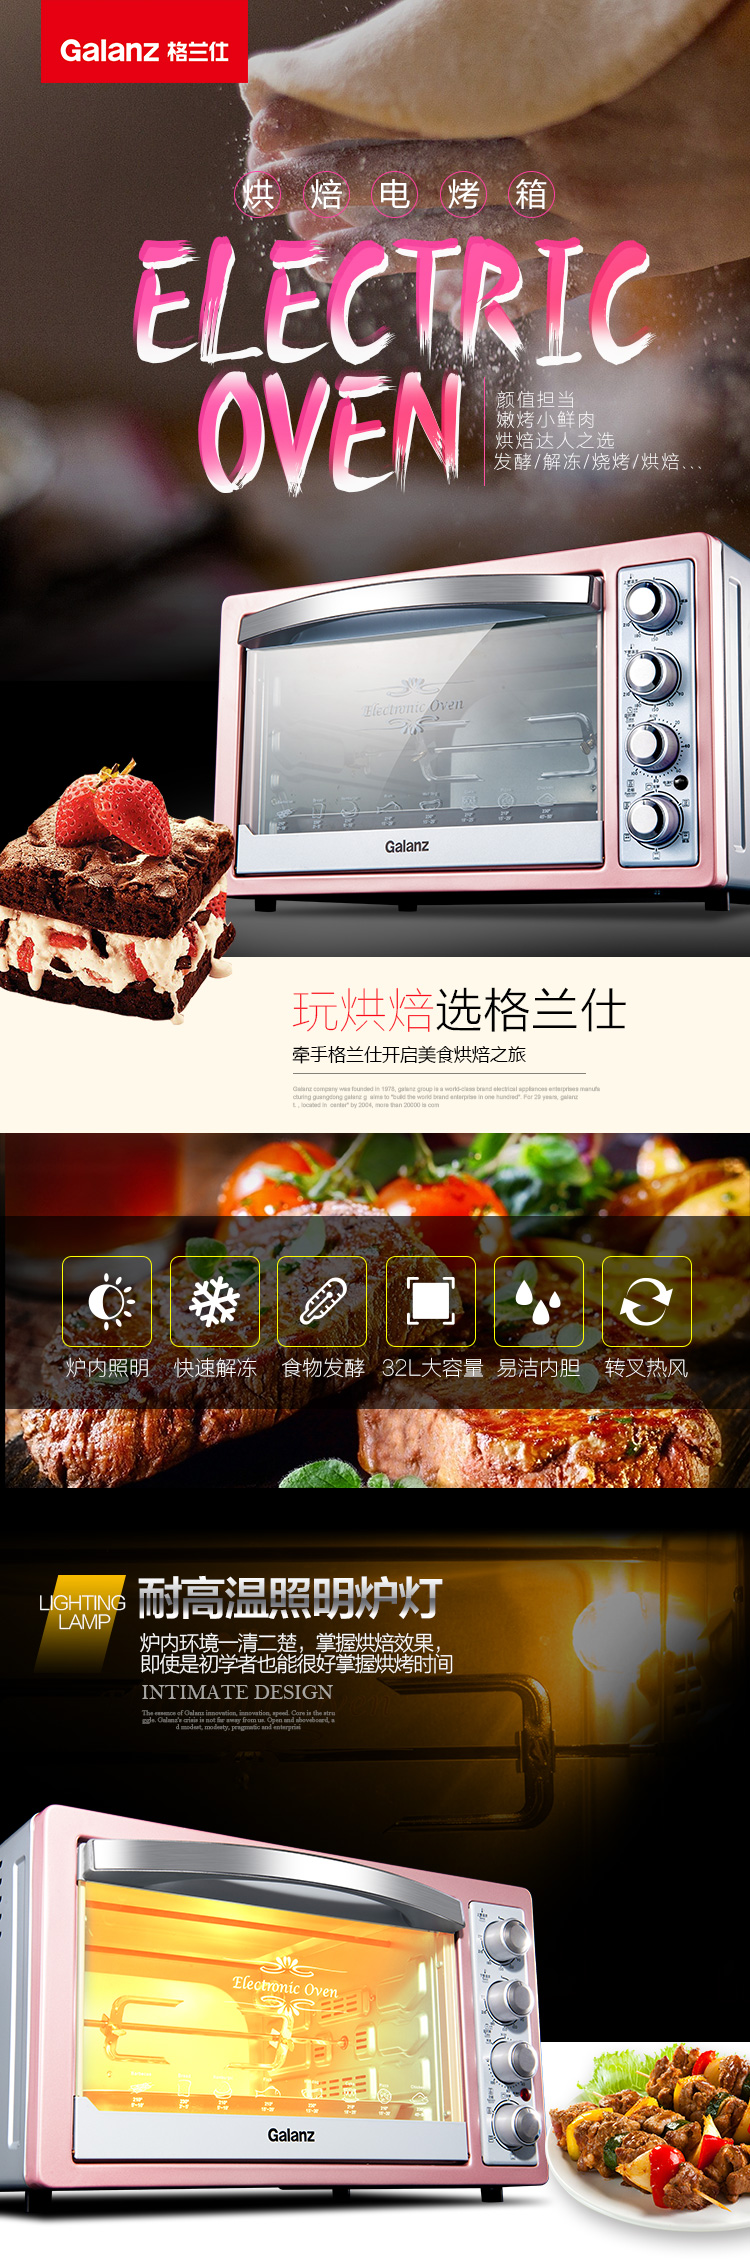 Galanz 格兰仕
烘焙电烤箱
ELECTRIC
OVEN
颜值担当
嫩烤小鲜肉
烘焙达人之选
发酵/解冻/烧烤/烘焙...
Electronic Oven
Galanz
玩烘焙选格兰仕
牵手格兰仕开启美食烘焙之旅
Galanz company was founded in 1978, galanz group is a world-class brand electrical appliances enterprises manufa
cturing guangdong galanz g aims to "build the world brand enterprise in one hundred". For 29 years, galanz
t. , located in center" by 2004, more than 20000 is com
炉内照明 快速解冻 食物发酵 32L大容量 易洁内胆 转叉热风
LIGHTING
LAMP
耐高温照明炉灯
炉内环境一清二楚，掌握烘焙效果，
即使是初学者也能很好掌握烘烤时间
INTIMATE DESIGN
The essence of Galanz innovation, innovation, speed. Core is the stru
ggle. Galanz's crisis is not far away from us. Open and aboveboard, a
d modest, modesty, pragmatic and enterprisi
Electronic Oven
Galanz